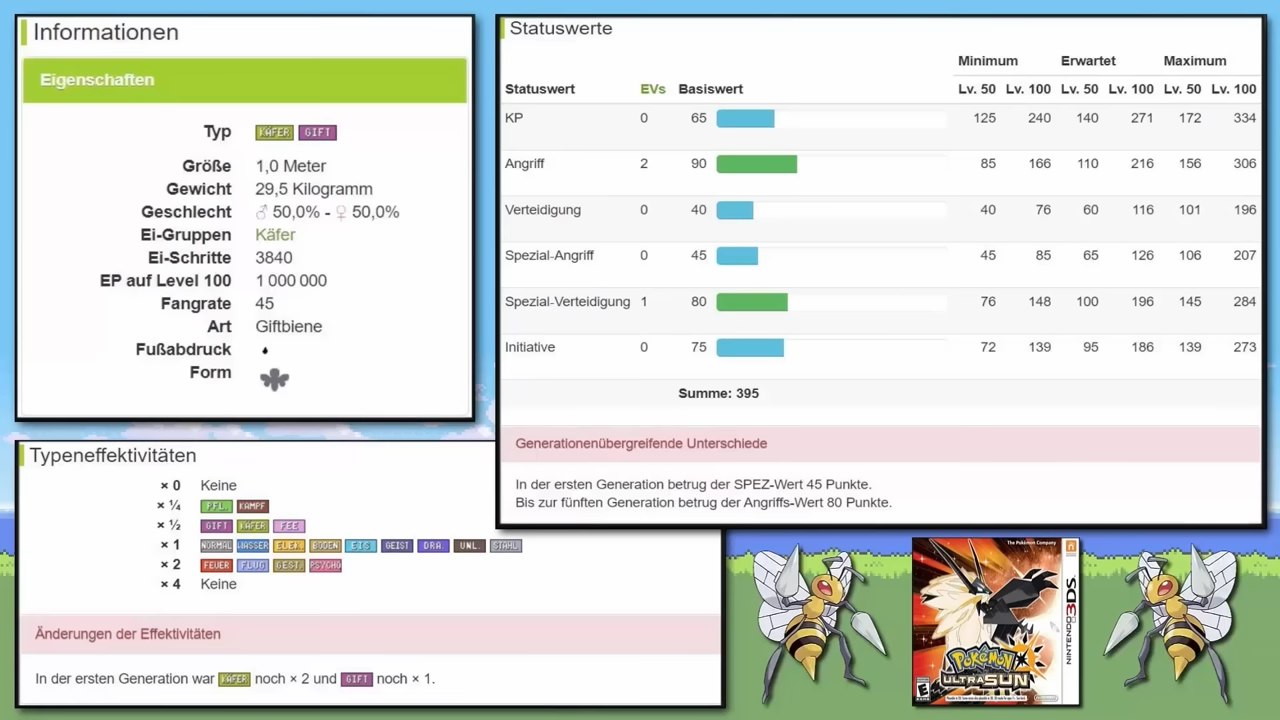 Informationen
Eigenschaften
Typ KÄFER GIFT
Größe 1,0 Meter
Gewicht 29,5 Kilogramm
Geschlecht ♂ 50,0% - ♀ 50,0%
Ei-Gruppen Käfer
Ei-Schritte 3840
EP auf Level 100 1 000 000
Fangrate 45
Art Giftbiene
Fußabdruck
Form
Statuswerte
Minimum Erwartet Maximum
Statuswert EVs Basiswert Lv. 50 Lv. 100 Lv. 50 Lv. 100 Lv. 50 Lv. 100
KP 0 65 125 240 140 271 172 334
Angriff 2 90 85 166 110 216 156 306
Verteidigung 0 40 40 76 60 116 101 196
Spezial-Angriff 0 45 45 85 65 126 106 207
Spezial-Verteidigung 1 80 76 148 100 196 145 284
Initiative 0 75 72 139 95 186 139 273
Summe: 395
Generationenübergreifende Unterschiede
In der ersten Generation betrug der SPEZ-Wert 45 Punkte.
Bis zur fünften Generation betrug der Angriffs-Wert 80 Punkte.
Typeneffektivitäten
× 0 Keine
× ¼ PFL. KAMPF
× ½ GIFT KÄFER FEE
× 1 NORMAL WASSER ELEK. BODEN EIS GEIST DRA. UNL. STAHL
× 2 FEUER FLUG GEST. PSYCHO
× 4 Keine
Änderungen der Effektivitäten
In der ersten Generation war KÄFER noch × 2 und GIFT noch × 1.
The Pokémon Company
NINTENDO 3DS
POKéMON
ULTRA SUN
E